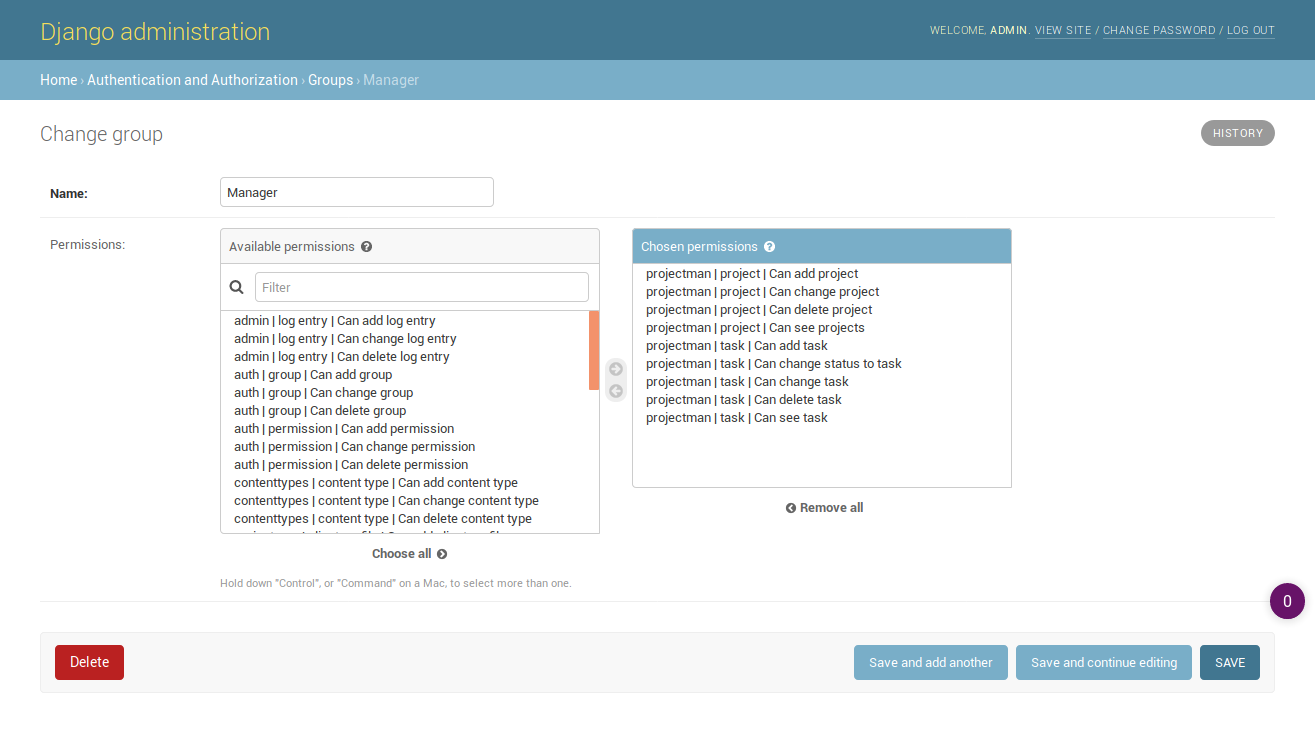 Django administration
WELCOME, ADMIN. VIEW SITE / CHANGE PASSWORD / LOG OUT
Home › Authentication and Authorization › Groups › Manager
Change group
HISTORY
Name:
Manager
Permissions:
Available permissions
Filter
admin | log entry | Can add log entry
admin | log entry | Can change log entry
admin | log entry | Can delete log entry
auth | group | Can add group
auth | group | Can change group
auth | group | Can delete group
auth | permission | Can add permission
auth | permission | Can change permission
auth | permission | Can delete permission
contenttypes | content type | Can add content type
contenttypes | content type | Can change content type
contenttypes | content type | Can delete content type
Choose all
Hold down "Control", or "Command" on a Mac, to select more than one.
Chosen permissions
projectman | project | Can add project
projectman | project | Can change project
projectman | project | Can delete project
projectman | project | Can see projects
projectman | task | Can add task
projectman | task | Can change status to task
projectman | task | Can change task
projectman | task | Can delete task
projectman | task | Can see task
Remove all
0
Delete
Save and add another
Save and continue editing
SAVE